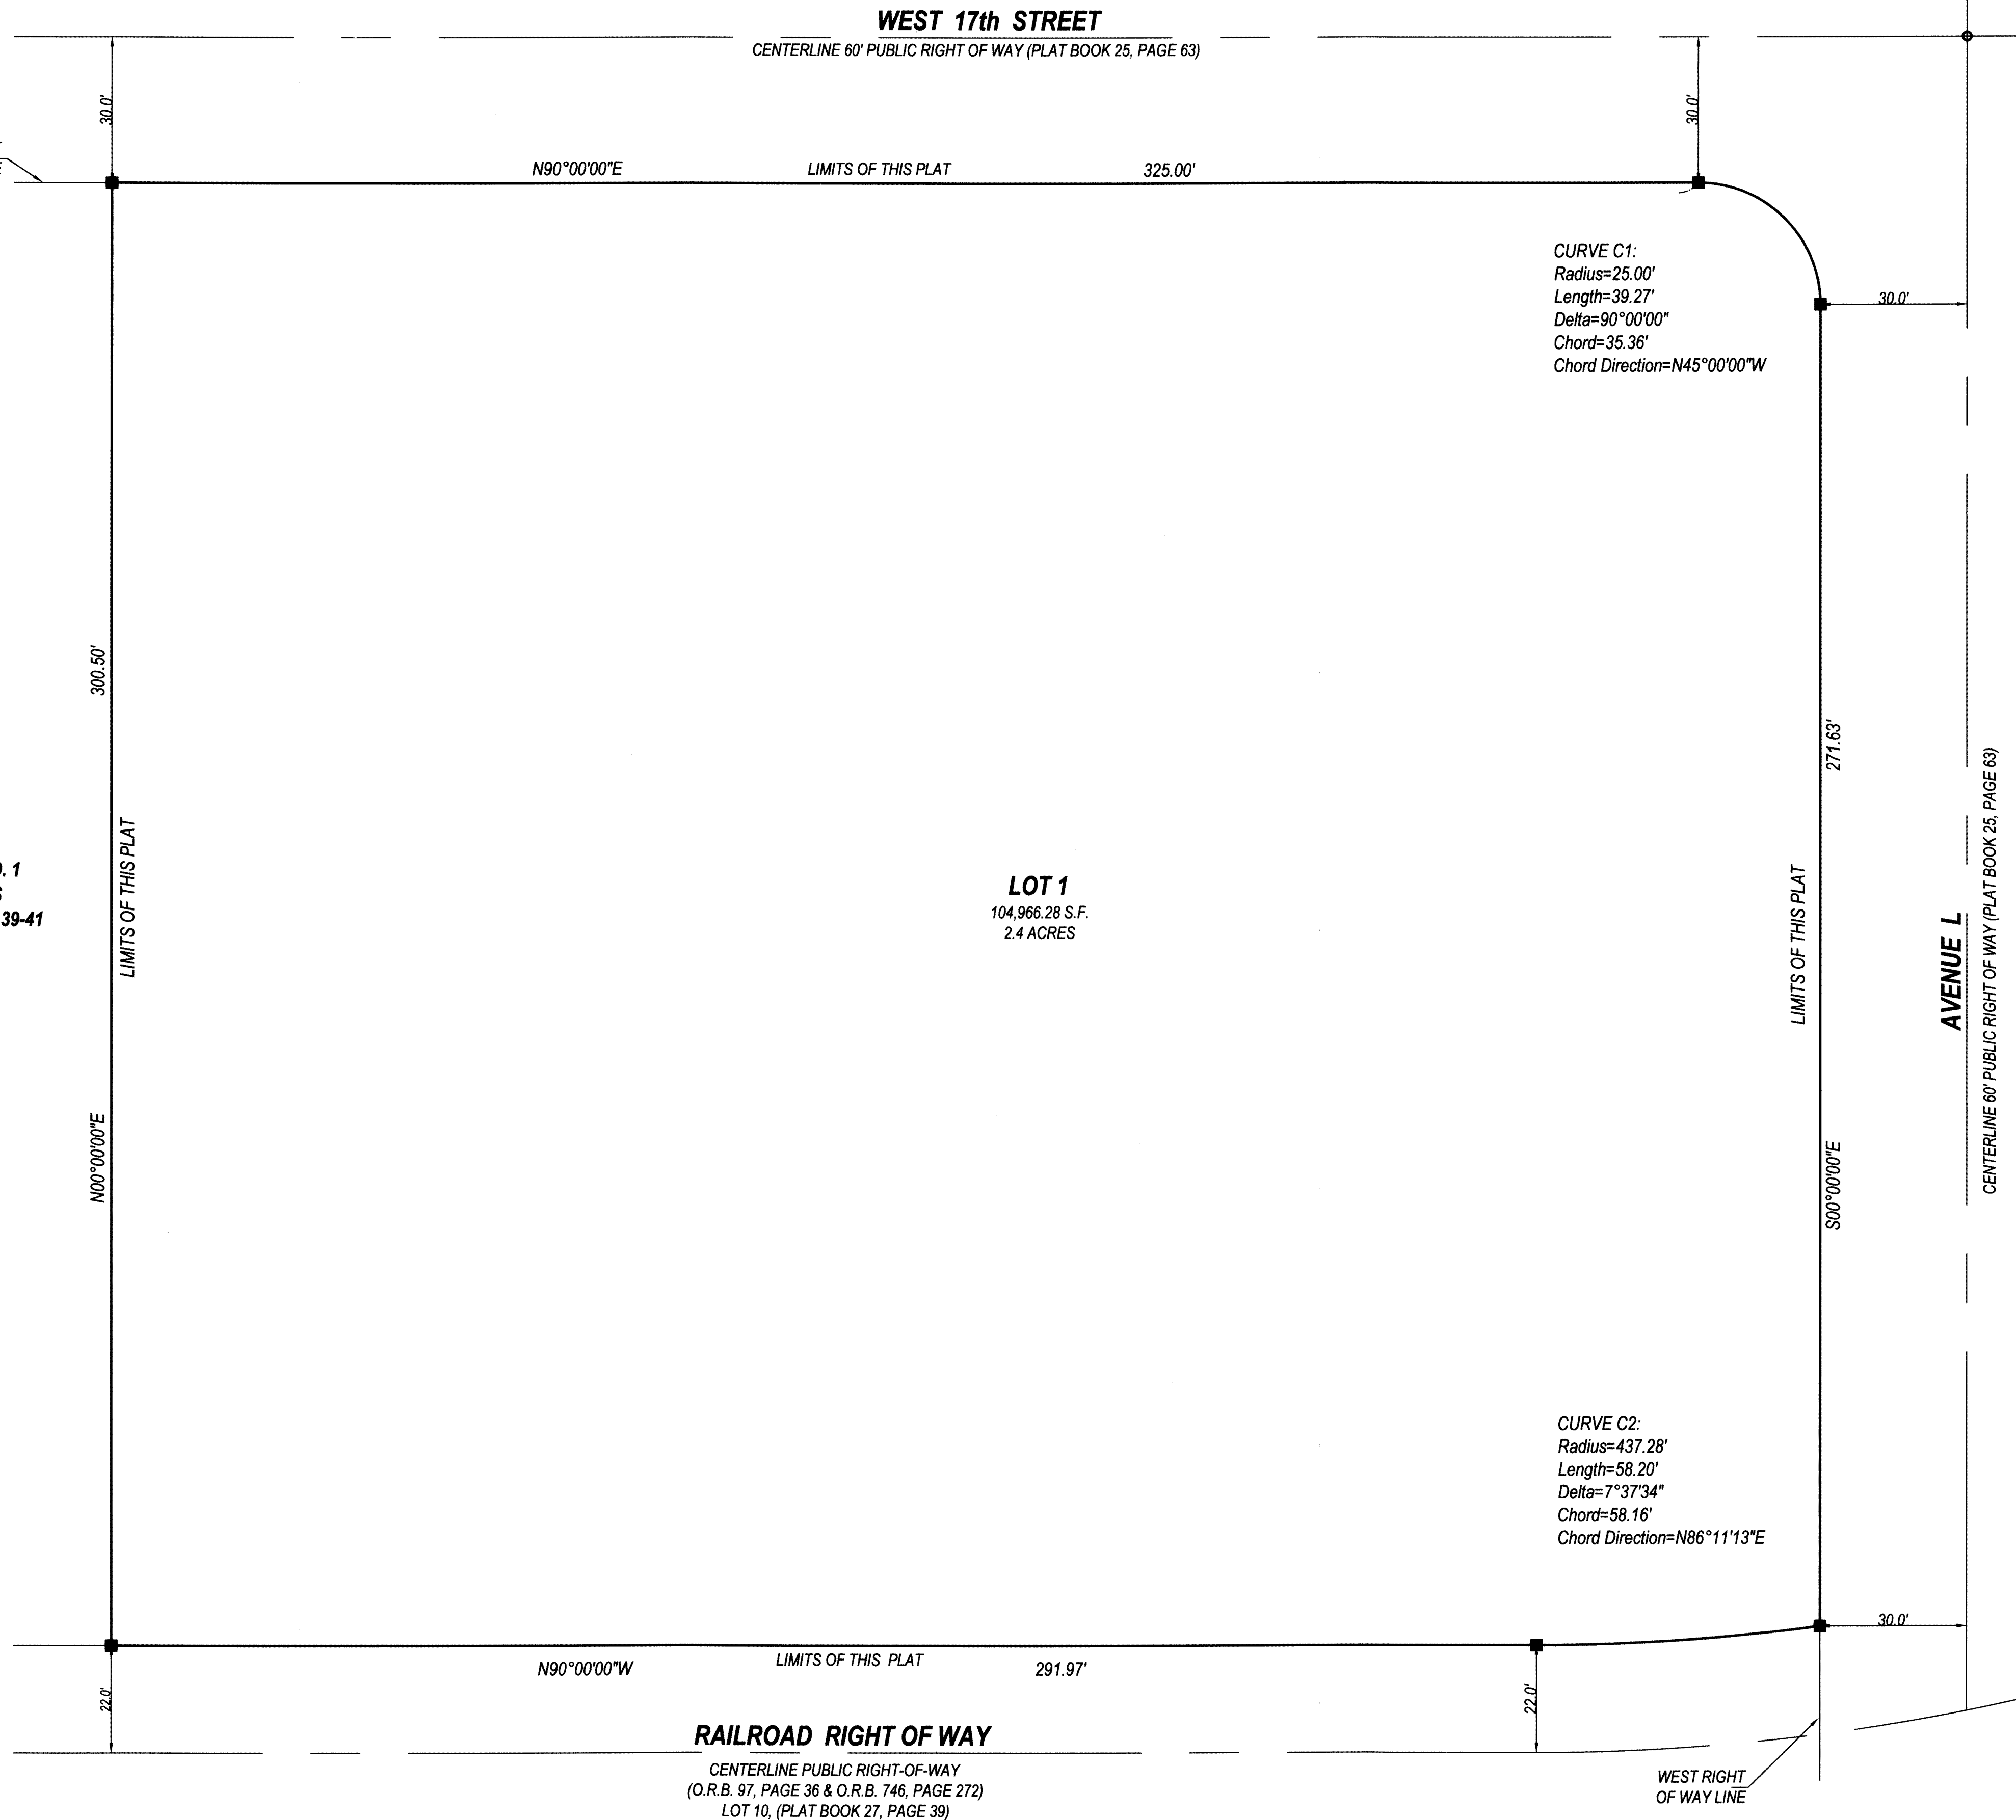 WEST 17th STREET
CENTERLINE 60' PUBLIC RIGHT OF WAY (PLAT BOOK 25, PAGE 63)
30.0'
30.0'
N90°00'00"E
LIMITS OF THIS PLAT
325.00'
CURVE C1:
Radius=25.00'
Length=39.27'
Delta=90°00'00"
Chord=35.36'
Chord Direction=N45°00'00"W
30.0'
300.50'
LIMITS OF THIS PLAT
N00°00'00"E
. 1
39-41
LOT 1
104,966.28 S.F.
2.4 ACRES
271.63'
LIMITS OF THIS PLAT
S00°00'00"E
AVENUE L
CENTERLINE 60' PUBLIC RIGHT OF WAY (PLAT BOOK 25, PAGE 63)
CURVE C2:
Radius=437.28'
Length=58.20'
Delta=7°37'34"
Chord=58.16'
Chord Direction=N86°11'13"E
30.0'
N90°00'00"W
LIMITS OF THIS PLAT
291.97'
22.0'
22.0'
RAILROAD RIGHT OF WAY
CENTERLINE PUBLIC RIGHT-OF-WAY
(O.R.B. 97, PAGE 36 & O.R.B. 746, PAGE 272)
LOT 10, (PLAT BOOK 27, PAGE 39)
WEST RIGHT
OF WAY LINE